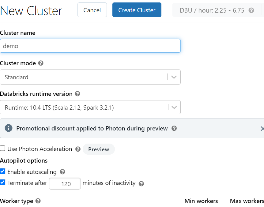 New Cluster
Cancel
Create Cluster
DBU / hour: 2.25 - 6.75
Cluster name
demo
Cluster mode
Standard
Databricks runtime version
Runtime: 10.4 LTS (Scala 2.12, Spark 3.2.1)
Promotional discount applied to Photon during preview
Use Photon Acceleration
Preview
Autopilot options
Enable autoscaling
Terminate after 120 minutes of inactivity
Worker type
Min workers
Max workers